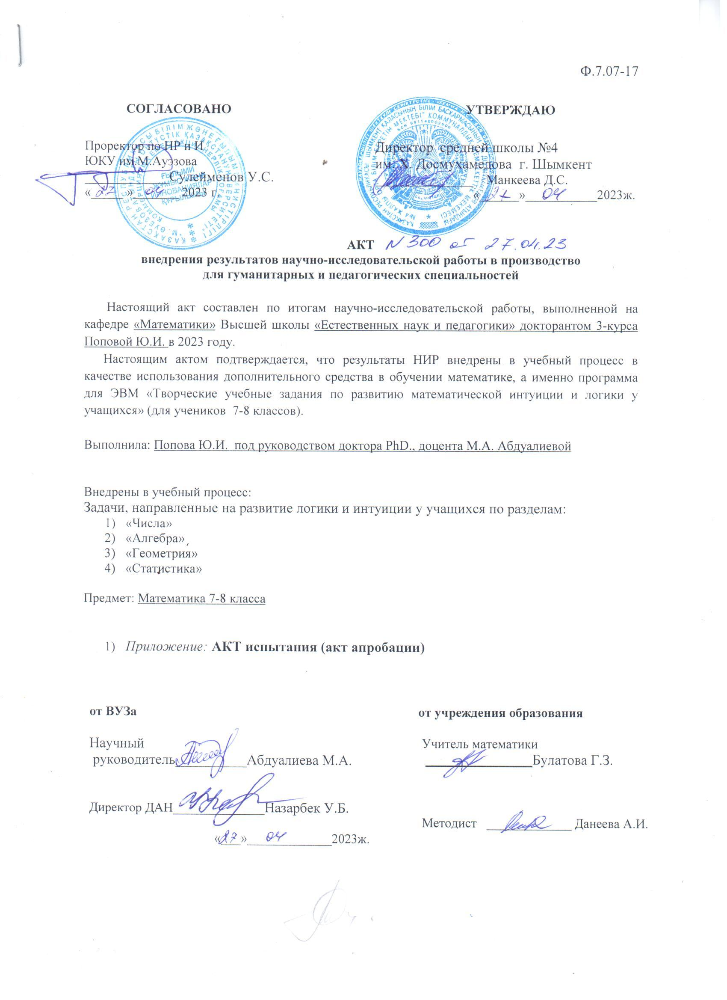 Ф.7.07-17
СОГЛАСОВАНО
Проректор по НР и И
ЮКУ им.М.Ауэзова
Сулейменов У.С.
«27» 04 2023 г.
УТВЕРЖДАЮ
Директор средней школы №4
им. Х. Досмухамедова г. Шымкент
Манкеева Д.С.
«27» 04 2023ж.
АКТ N 300 от 27.04.23
внедрения результатов научно-исследовательской работы в производство
для гуманитарных и педагогических специальностей
Настоящий акт составлен по итогам научно-исследовательской работы, выполненной на
кафедре «Математики» Высшей школы «Естественных наук и педагогики» докторантом 3-курса
Поповой Ю.И. в 2023 году.
Настоящим актом подтверждается, что результаты НИР внедрены в учебный процесс в
качестве использования дополнительного средства в обучении математике, а именно программа
для ЭВМ «Творческие учебные задания по развитию математической интуиции и логики у
учащихся» (для учеников 7-8 классов).
Выполнила: Попова Ю.И. под руководством доктора PhD., доцента М.А. Абдуалиевой
Внедрены в учебный процесс:
Задачи, направленные на развитие логики и интуиции у учащихся по разделам:
1) «Числа»
2) «Алгебра»
3) «Геометрия»
4) «Статистика»
Предмет: Математика 7-8 класса
1) Приложение: АКТ испытания (акт апробации)
от ВУЗа
Научный
руководитель Абдуалиева М.А.
Директор ДАН Назарбек У.Б.
«27» 04 2023ж.
от учреждения образования
Учитель математики
Булатова Г.З.
Методист Данеева А.И.